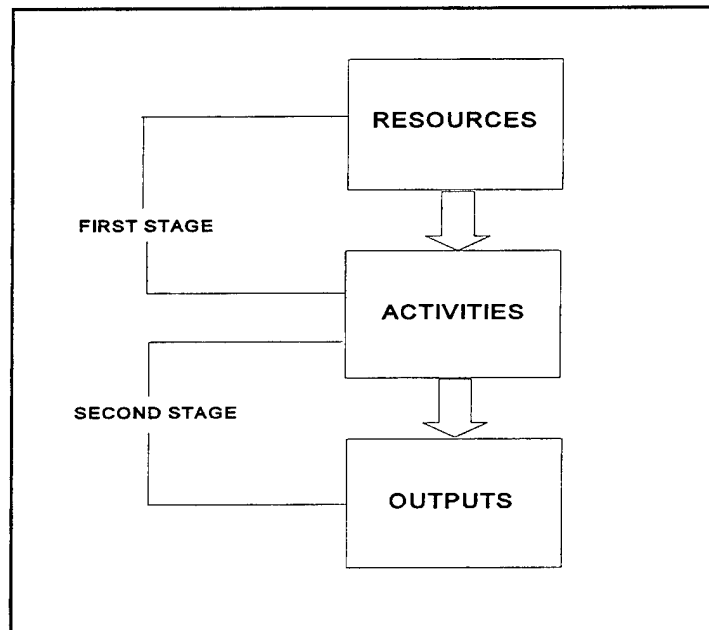 RESOURCES
FIRST STAGE
ACTIVITIES
SECOND STAGE
OUTPUTS